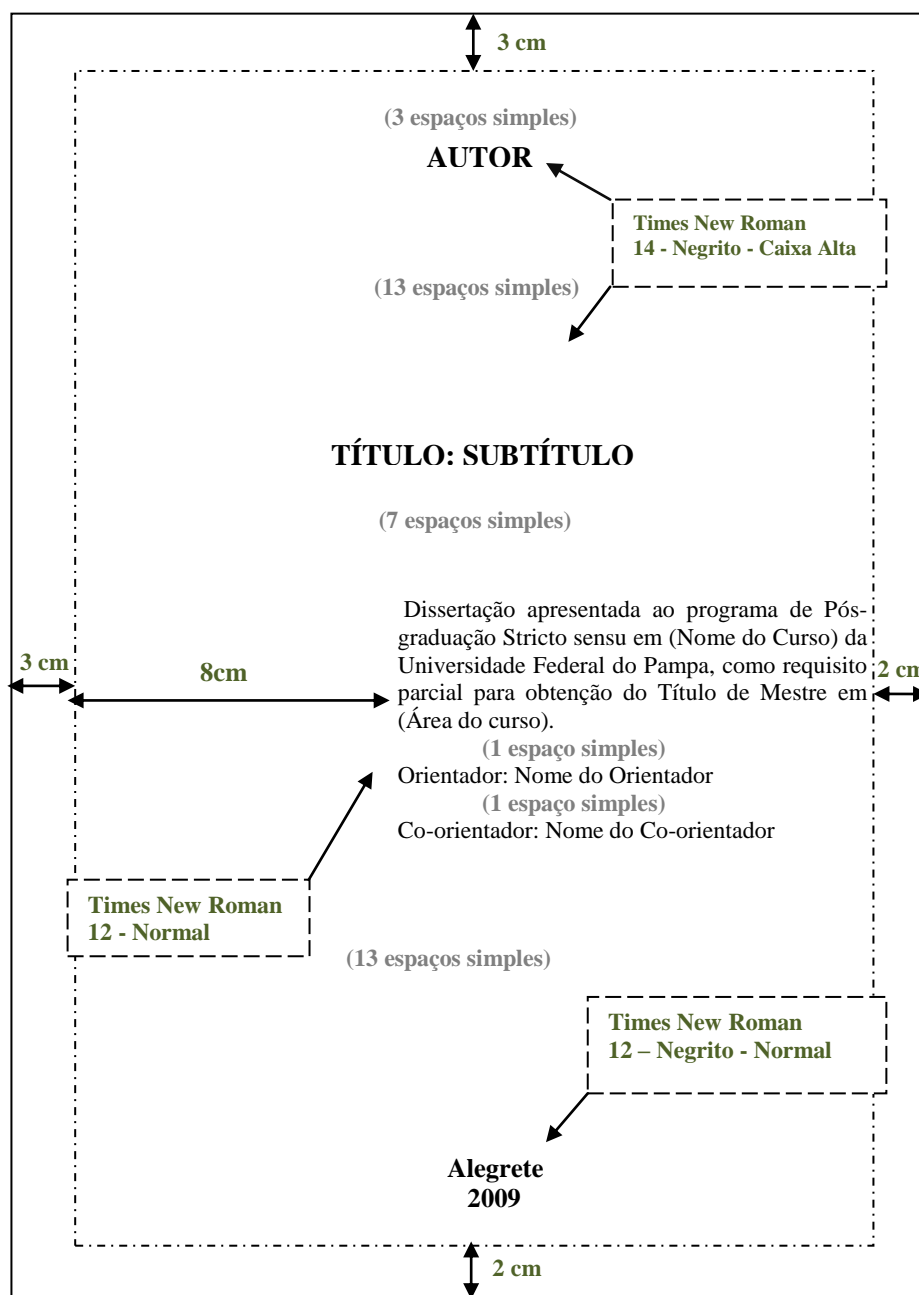 3 cm
(3 espaços simples)
AUTOR
Times New Roman
14 - Negrito - Caixa Alta
(13 espaços simples)
TÍTULO: SUBTÍTULO
(7 espaços simples)
Dissertação apresentada ao programa de Pós-
graduação Stricto sensu em (Nome do Curso) da
Universidade Federal do Pampa, como requisito
parcial para obtenção do Título de Mestre em
(Área do curso).
3 cm
8cm
2 cm
(1 espaço simples)
Orientador: Nome do Orientador
(1 espaço simples)
Co-orientador: Nome do Co-orientador
Times New Roman
12 - Normal
(13 espaços simples)
Times New Roman
12 – Negrito - Normal
Alegrete
2009
2 cm